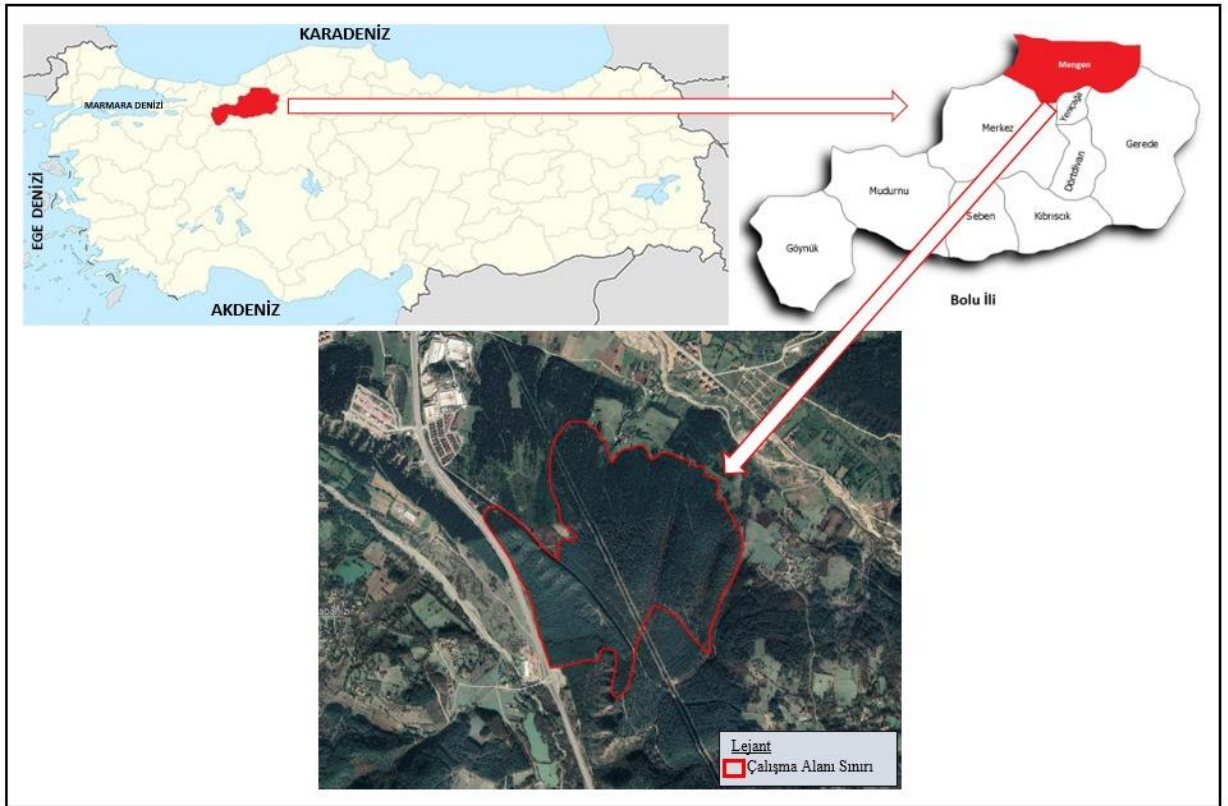 KARADENİZ
MARMARA DENİZİ
EGE DENİZİ
AKDENİZ
Mengen
Yeniçağa
Merkez
Gerede
Dörtdivan
Mudurnu
Seben
Kıbrıscık
Göynük
Bolu İli
Lejant
Çalışma Alanı Sınırı